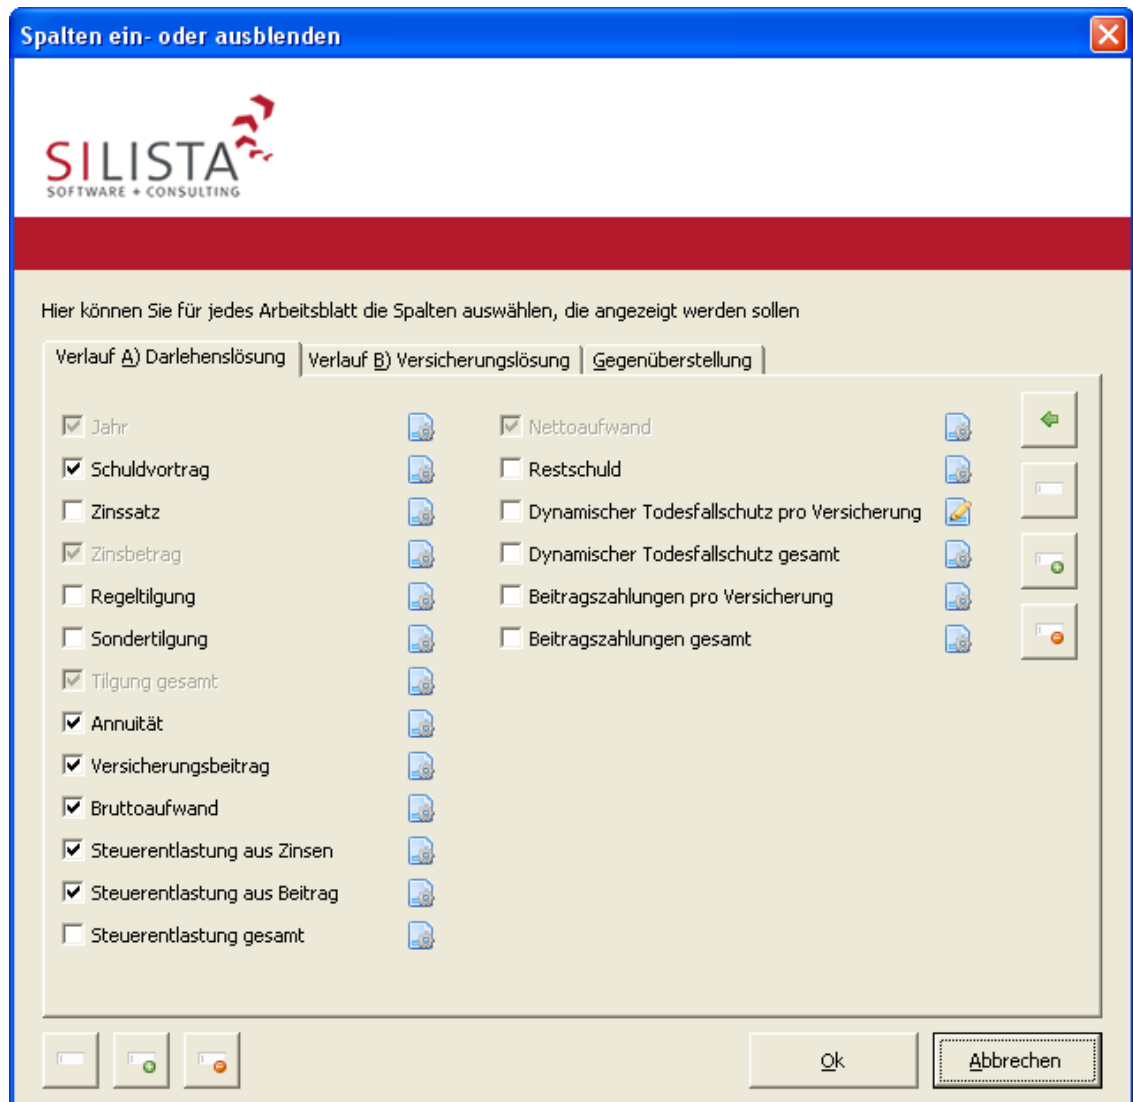 Spalten ein- oder ausblenden
SILISTA
SOFTWARE + CONSULTING
Hier können Sie für jedes Arbeitsblatt die Spalten auswählen, die angezeigt werden sollen
Verlauf A) Darlehenslösung
Verlauf B) Versicherungslösung
Gegenüberstellung
Jahr
Schuldvortrag
Zinssatz
Zinsbetrag
Regeltilgung
Sondertilgung
Tilgung gesamt
Annuität
Versicherungsbeitrag
Bruttoaufwand
Steuerentlastung aus Zinsen
Steuerentlastung aus Beitrag
Steuerentlastung gesamt
Nettoaufwand
Restschuld
Dynamischer Todesfallschutz pro Versicherung
Dynamischer Todesfallschutz gesamt
Beitragszahlungen pro Versicherung
Beitragszahlungen gesamt
Ok
Abbrechen